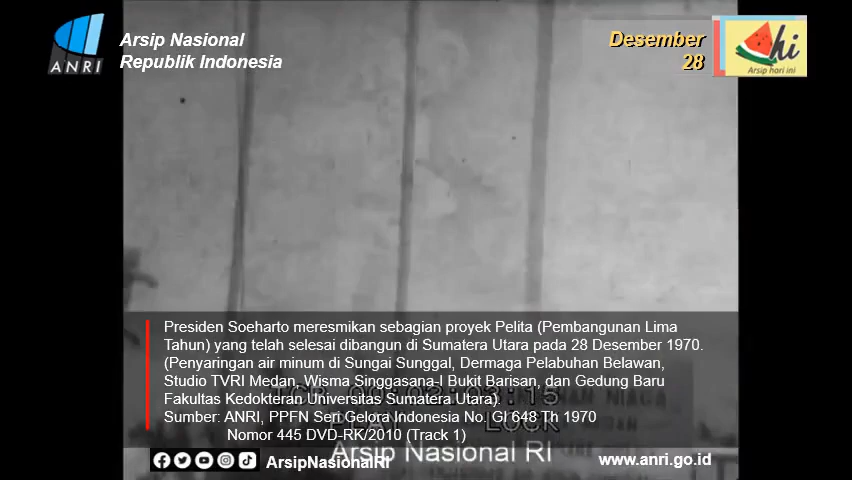 ANRI
Arsip Nasional
Republik Indonesia
Desember
28
hi
Arsip hari ini
Presiden Soeharto meresmikan sebagian proyek Pelita (Pembangunan Lima
Tahun) yang telah selesai dibangun di Sumatera Utara pada 28 Desember 1970.
(Penyaringan air minum di Sungai Sunggal, Dermaga Pelabuhan Belawan,
Studio TVRI Medan, Wisma Singgasana-I Bukit Barisan, dan Gedung Baru
Fakultas Kedokteran Universitas Sumatera Utara).
Sumber: ANRI, PPFN Seri Gelora Indonesia No. GI 648 Th 1970
Nomor 445 DVD-RK/2010 (Track 1)
PLAY LOCK
Arsip Nasional RI
ArsipNasionalRI
www.anri.go.id